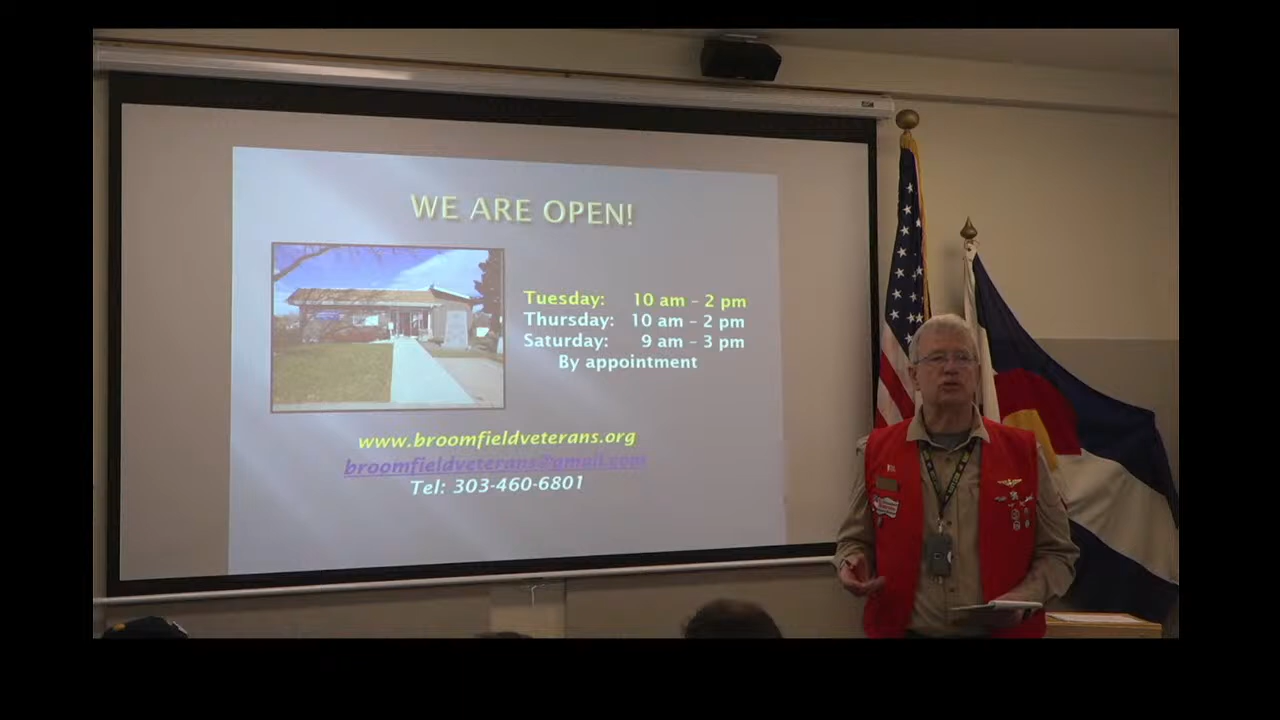 WE ARE OPEN!
Tuesday: 10 am – 2 pm
Thursday: 10 am – 2 pm
Saturday: 9 am – 3 pm
By appointment
www.broomfieldveterans.org
broomfieldveterans@gmail.com
Tel: 303-460-6801